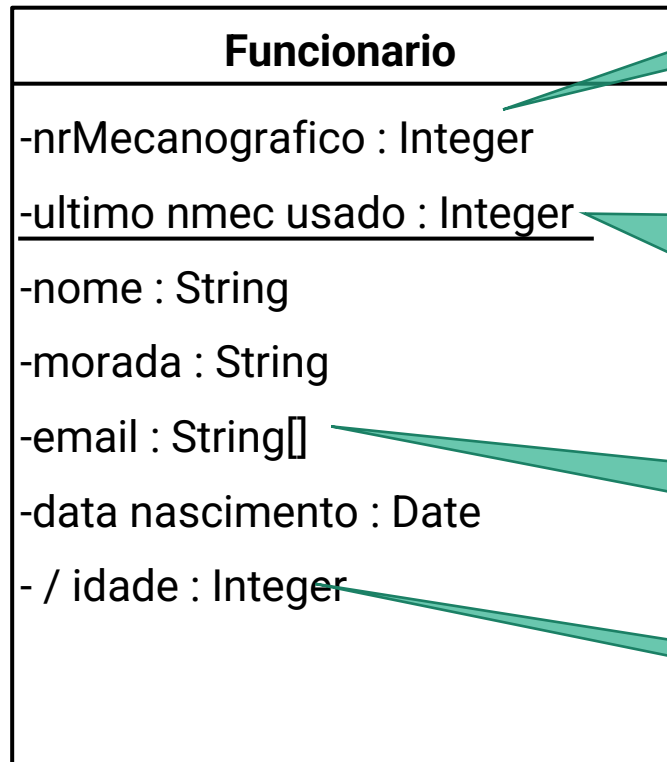 Funcionario
-nrMecanografico : Integer
-ultimo nmec usado : Integer
-nome : String
-morada : String
-email : String[]
-data nascimento : Date
- / idade : Integer